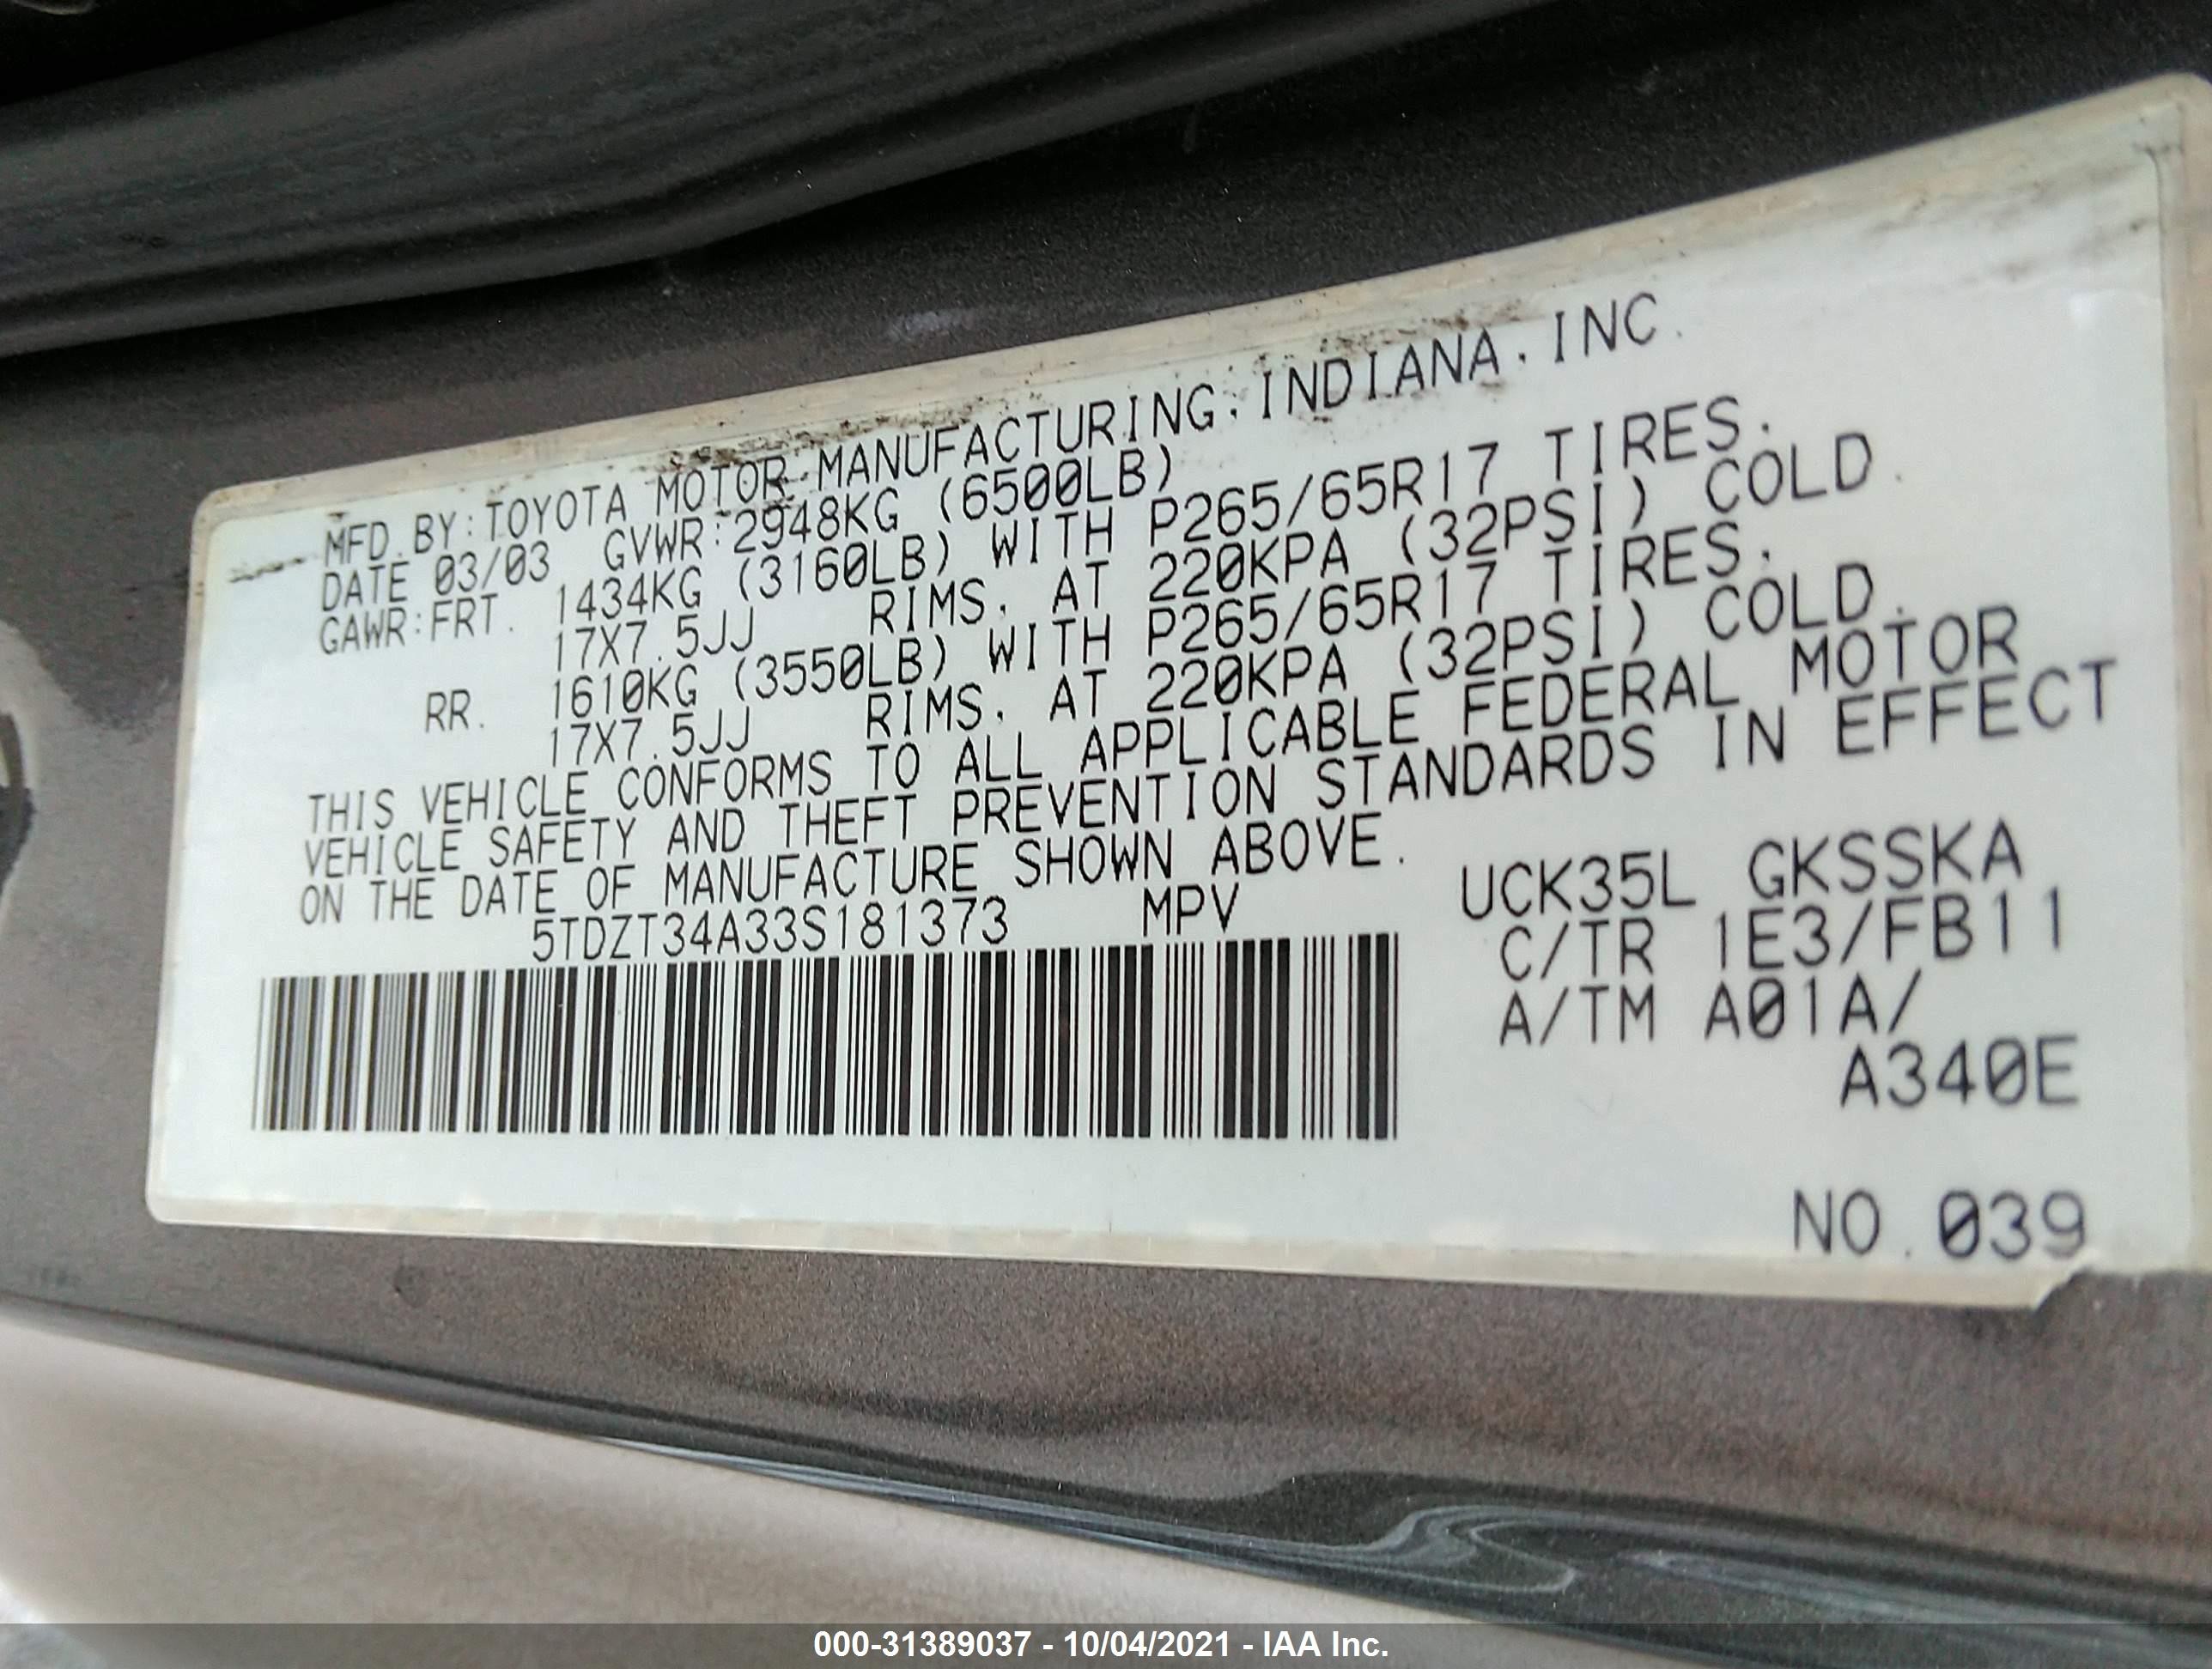 MFD.BY:TOYOTA MOTOR MANUFACTURING,INDIANA,INC.
DATE 03/03 GVWR:2948KG (6500LB)
GAWR:FRT. 1434KG (3160LB) WITH P265/65R17 TIRES.
17X7.5JJ RIMS, AT 220KPA (32PSI) COLD.
RR. 1610KG (3550LB) WITH P265/65R17 TIRES.
17X7.5JJ RIMS, AT 220KPA (32PSI) COLD.
THIS VEHICLE CONFORMS TO ALL APPLICABLE FEDERAL MOTOR
VEHICLE SAFETY AND THEFT PREVENTION STANDARDS IN EFFECT
ON THE DATE OF MANUFACTURE SHOWN ABOVE.
5TDZT34A33S181373 MPV
UCK35L GKSSKA
C/TR 1E3/FB11
A/TM A01A/
A340E
NO.039
000-31389037 - 10/04/2021 - IAA Inc.